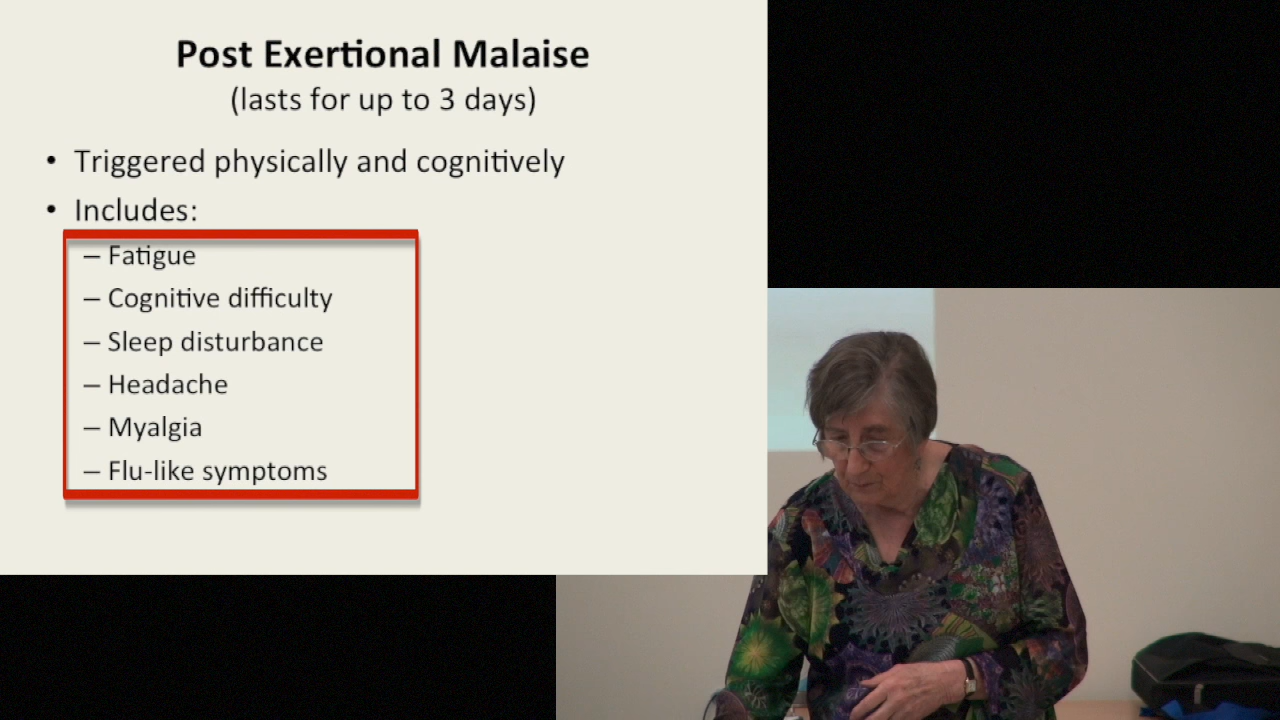 Post Exertional Malaise
(lasts for up to 3 days)
• Triggered physically and cognitively
• Includes:
– Fatigue
– Cognitive difficulty
– Sleep disturbance
– Headache
– Myalgia
– Flu-like symptoms